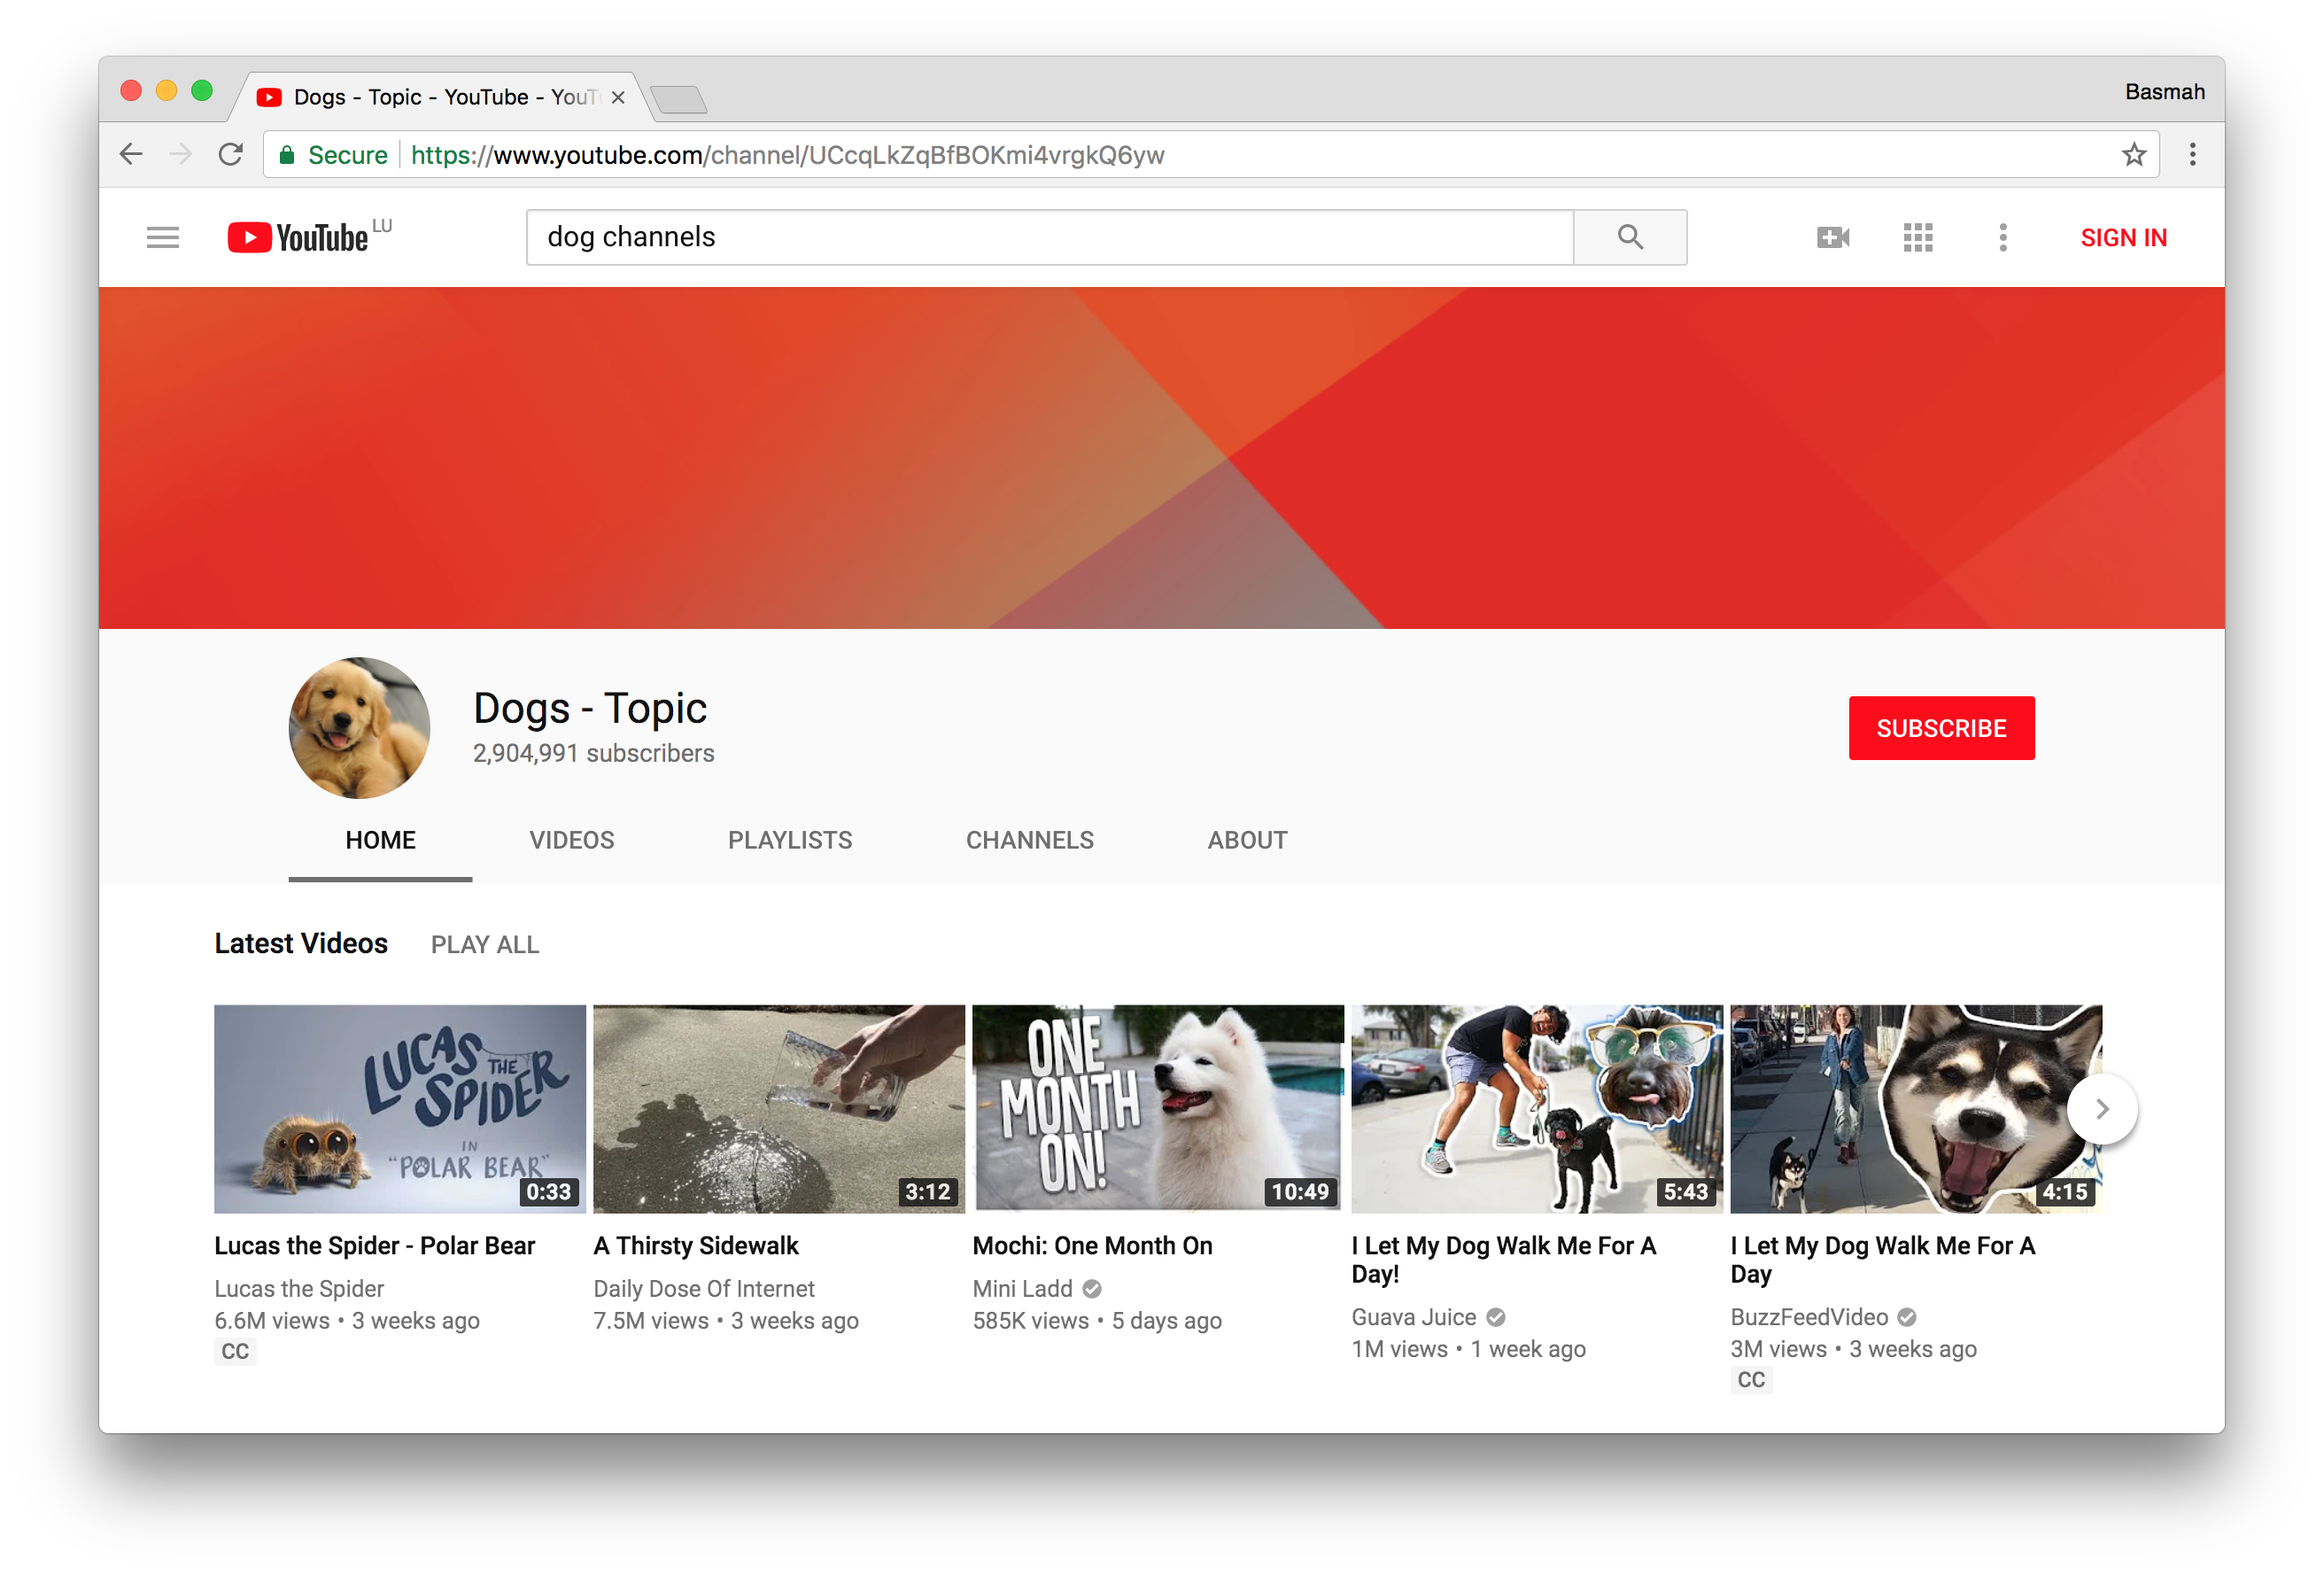 Dogs - Topic - YouTube - YouT
Basmah
Secure
https://www.youtube.com/channel/UCcqLkZqBfBOKmi4vrgkQ6yw
YouTube LU
dog channels
SIGN IN
Dogs - Topic
2,904,991 subscribers
SUBSCRIBE
HOME
VIDEOS
PLAYLISTS
CHANNELS
ABOUT
Latest Videos
PLAY ALL
LUCAS
THE
SPIDER
IN
"POLAR BEAR"
0:33
3:12
ONE
MONTH
ON!
10:49
5:43
4:15
Lucas the Spider - Polar Bear
Lucas the Spider
6.6M views • 3 weeks ago
CC
A Thirsty Sidewalk
Daily Dose Of Internet
7.5M views • 3 weeks ago
Mochi: One Month On
Mini Ladd
585K views • 5 days ago
I Let My Dog Walk Me For A
Day!
Guava Juice
1M views • 1 week ago
I Let My Dog Walk Me For A
Day
BuzzFeedVideo
3M views • 3 weeks ago
CC